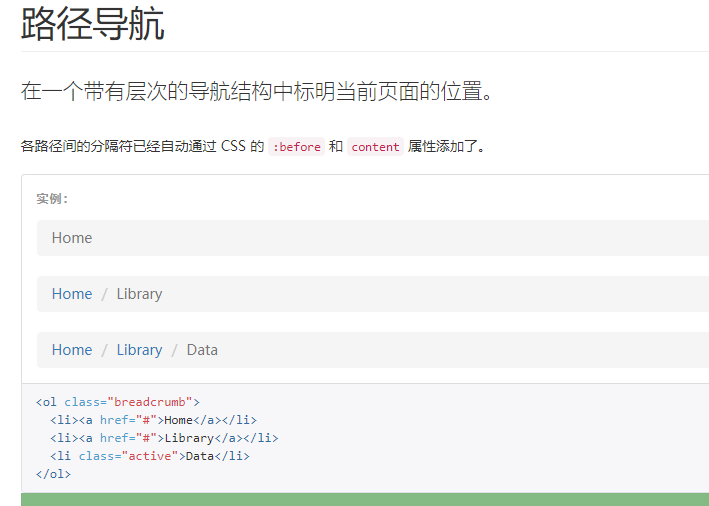 路径导航
在一个带有层次的导航结构中标明当前页面的位置。
各路径间的分隔符已经自动通过 CSS 的 :before 和 content 属性添加了。
实例：
Home
Home / Library
Home / Library / Data
<ol class="breadcrumb">
  <li><a href="#">Home</a></li>
  <li><a href="#">Library</a></li>
  <li class="active">Data</li>
</ol>